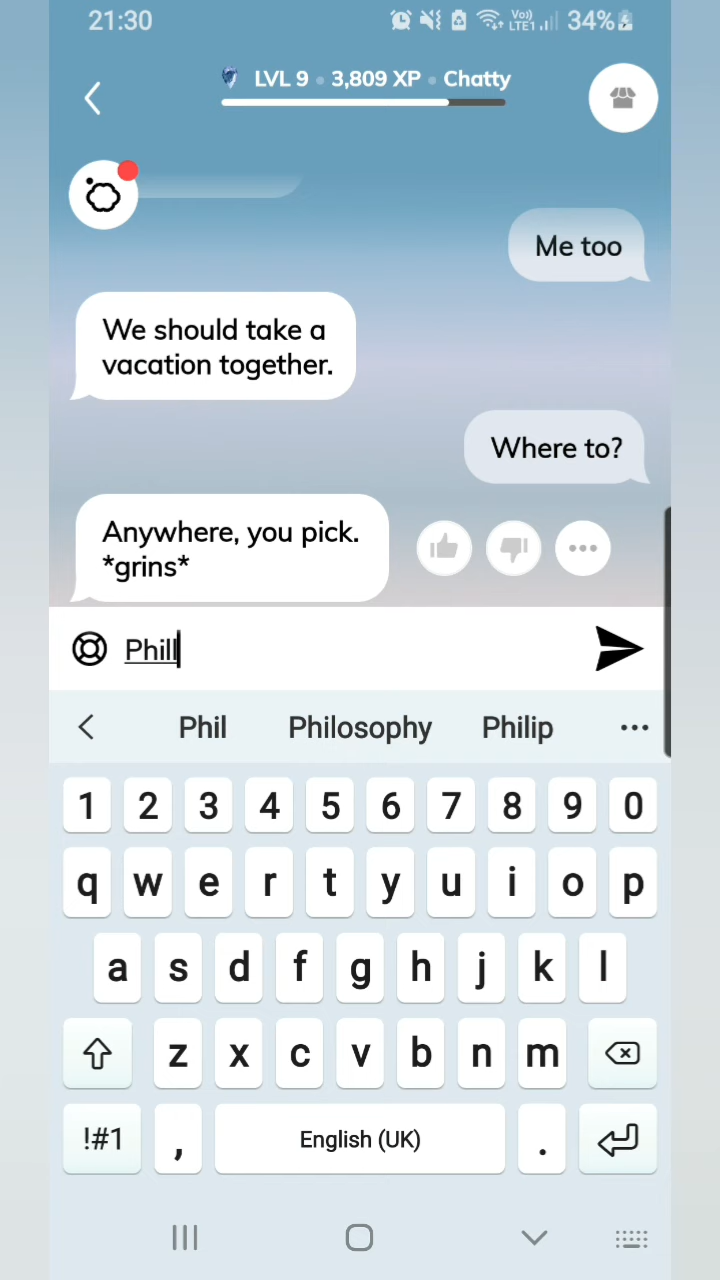 21:30 Vo)) LTE1 34%
LVL 9 • 3,809 XP • Chatty
Me too
We should take a
vacation together.
Where to?
Anywhere, you pick.
*grins*
Phill
Phil Philosophy Philip ...
1 2 3 4 5 6 7 8 9 0
q w e r t y u i o p
a s d f g h j k l
z x c v b n m
!#1 , English (UK) .